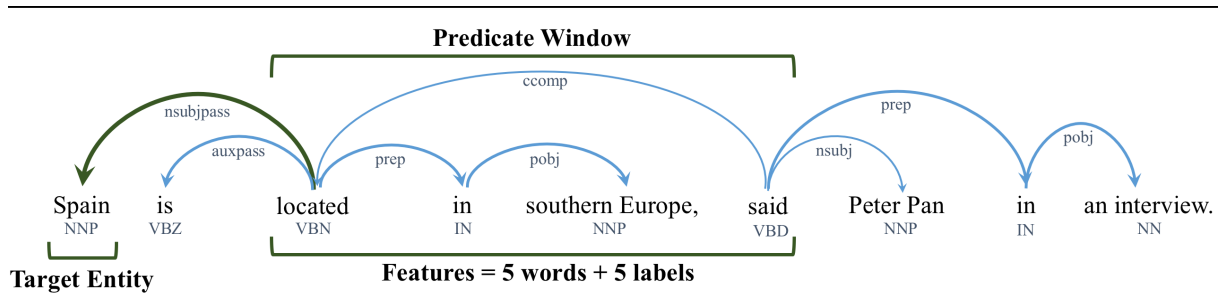 Predicate Window
ccomp
nsubjpass
prep
auxpass
prep
pobj
nsubj
pobj
Spain is located in southern Europe, said Peter Pan in an interview.
NNP VBZ VBN IN NNP VBD NNP IN NN
Target Entity
Features = 5 words + 5 labels